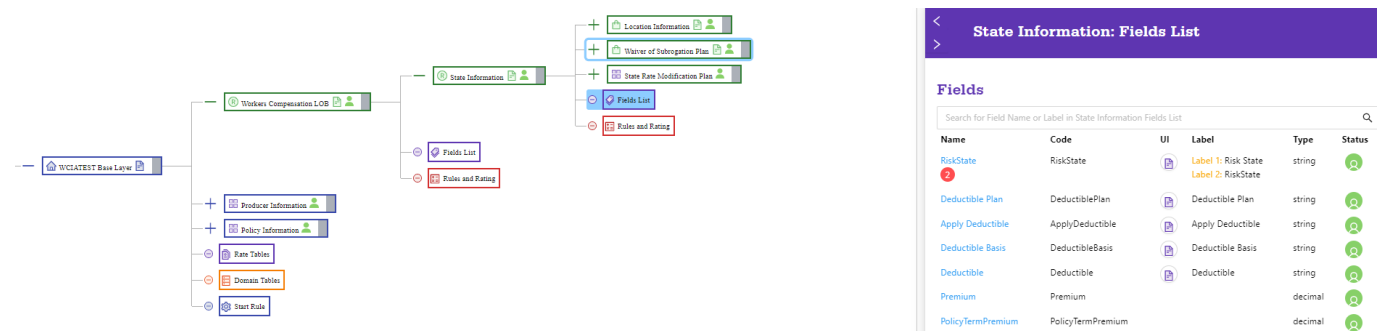 Location Information
Waiver of Subrogation Plan
State Information
State Rate Modification Plan
Workers Compensation LOB
Fields List
Rules and Rating
Fields List
WCIATEST Base Layer
Rules and Rating
Producer Information
Policy Information
Rate Tables
Domain Tables
Start Rule
State Information: Fields List
Fields
Search for Field Name or Label in State Information Fields List
Name Code UI Label Type Status
RiskState RiskState Label 1: Risk State string
2 Label 2: RiskState
Deductible Plan DeductiblePlan Deductible Plan string
Apply Deductible ApplyDeductible Apply Deductible string
Deductible Basis DeductibleBasis Deductible Basis string
Deductible Deductible Deductible string
Premium Premium decimal
PolicyTermPremium PolicyTermPremium decimal